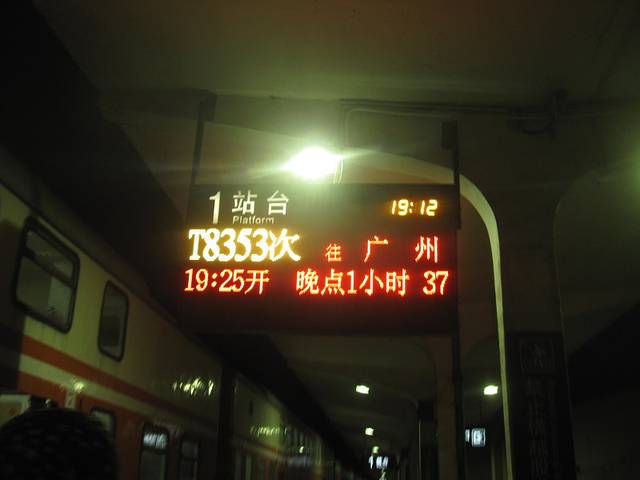 1 站台 19:12
Platform
T8353次 往 广 州
19:25开 晚点1小时 37